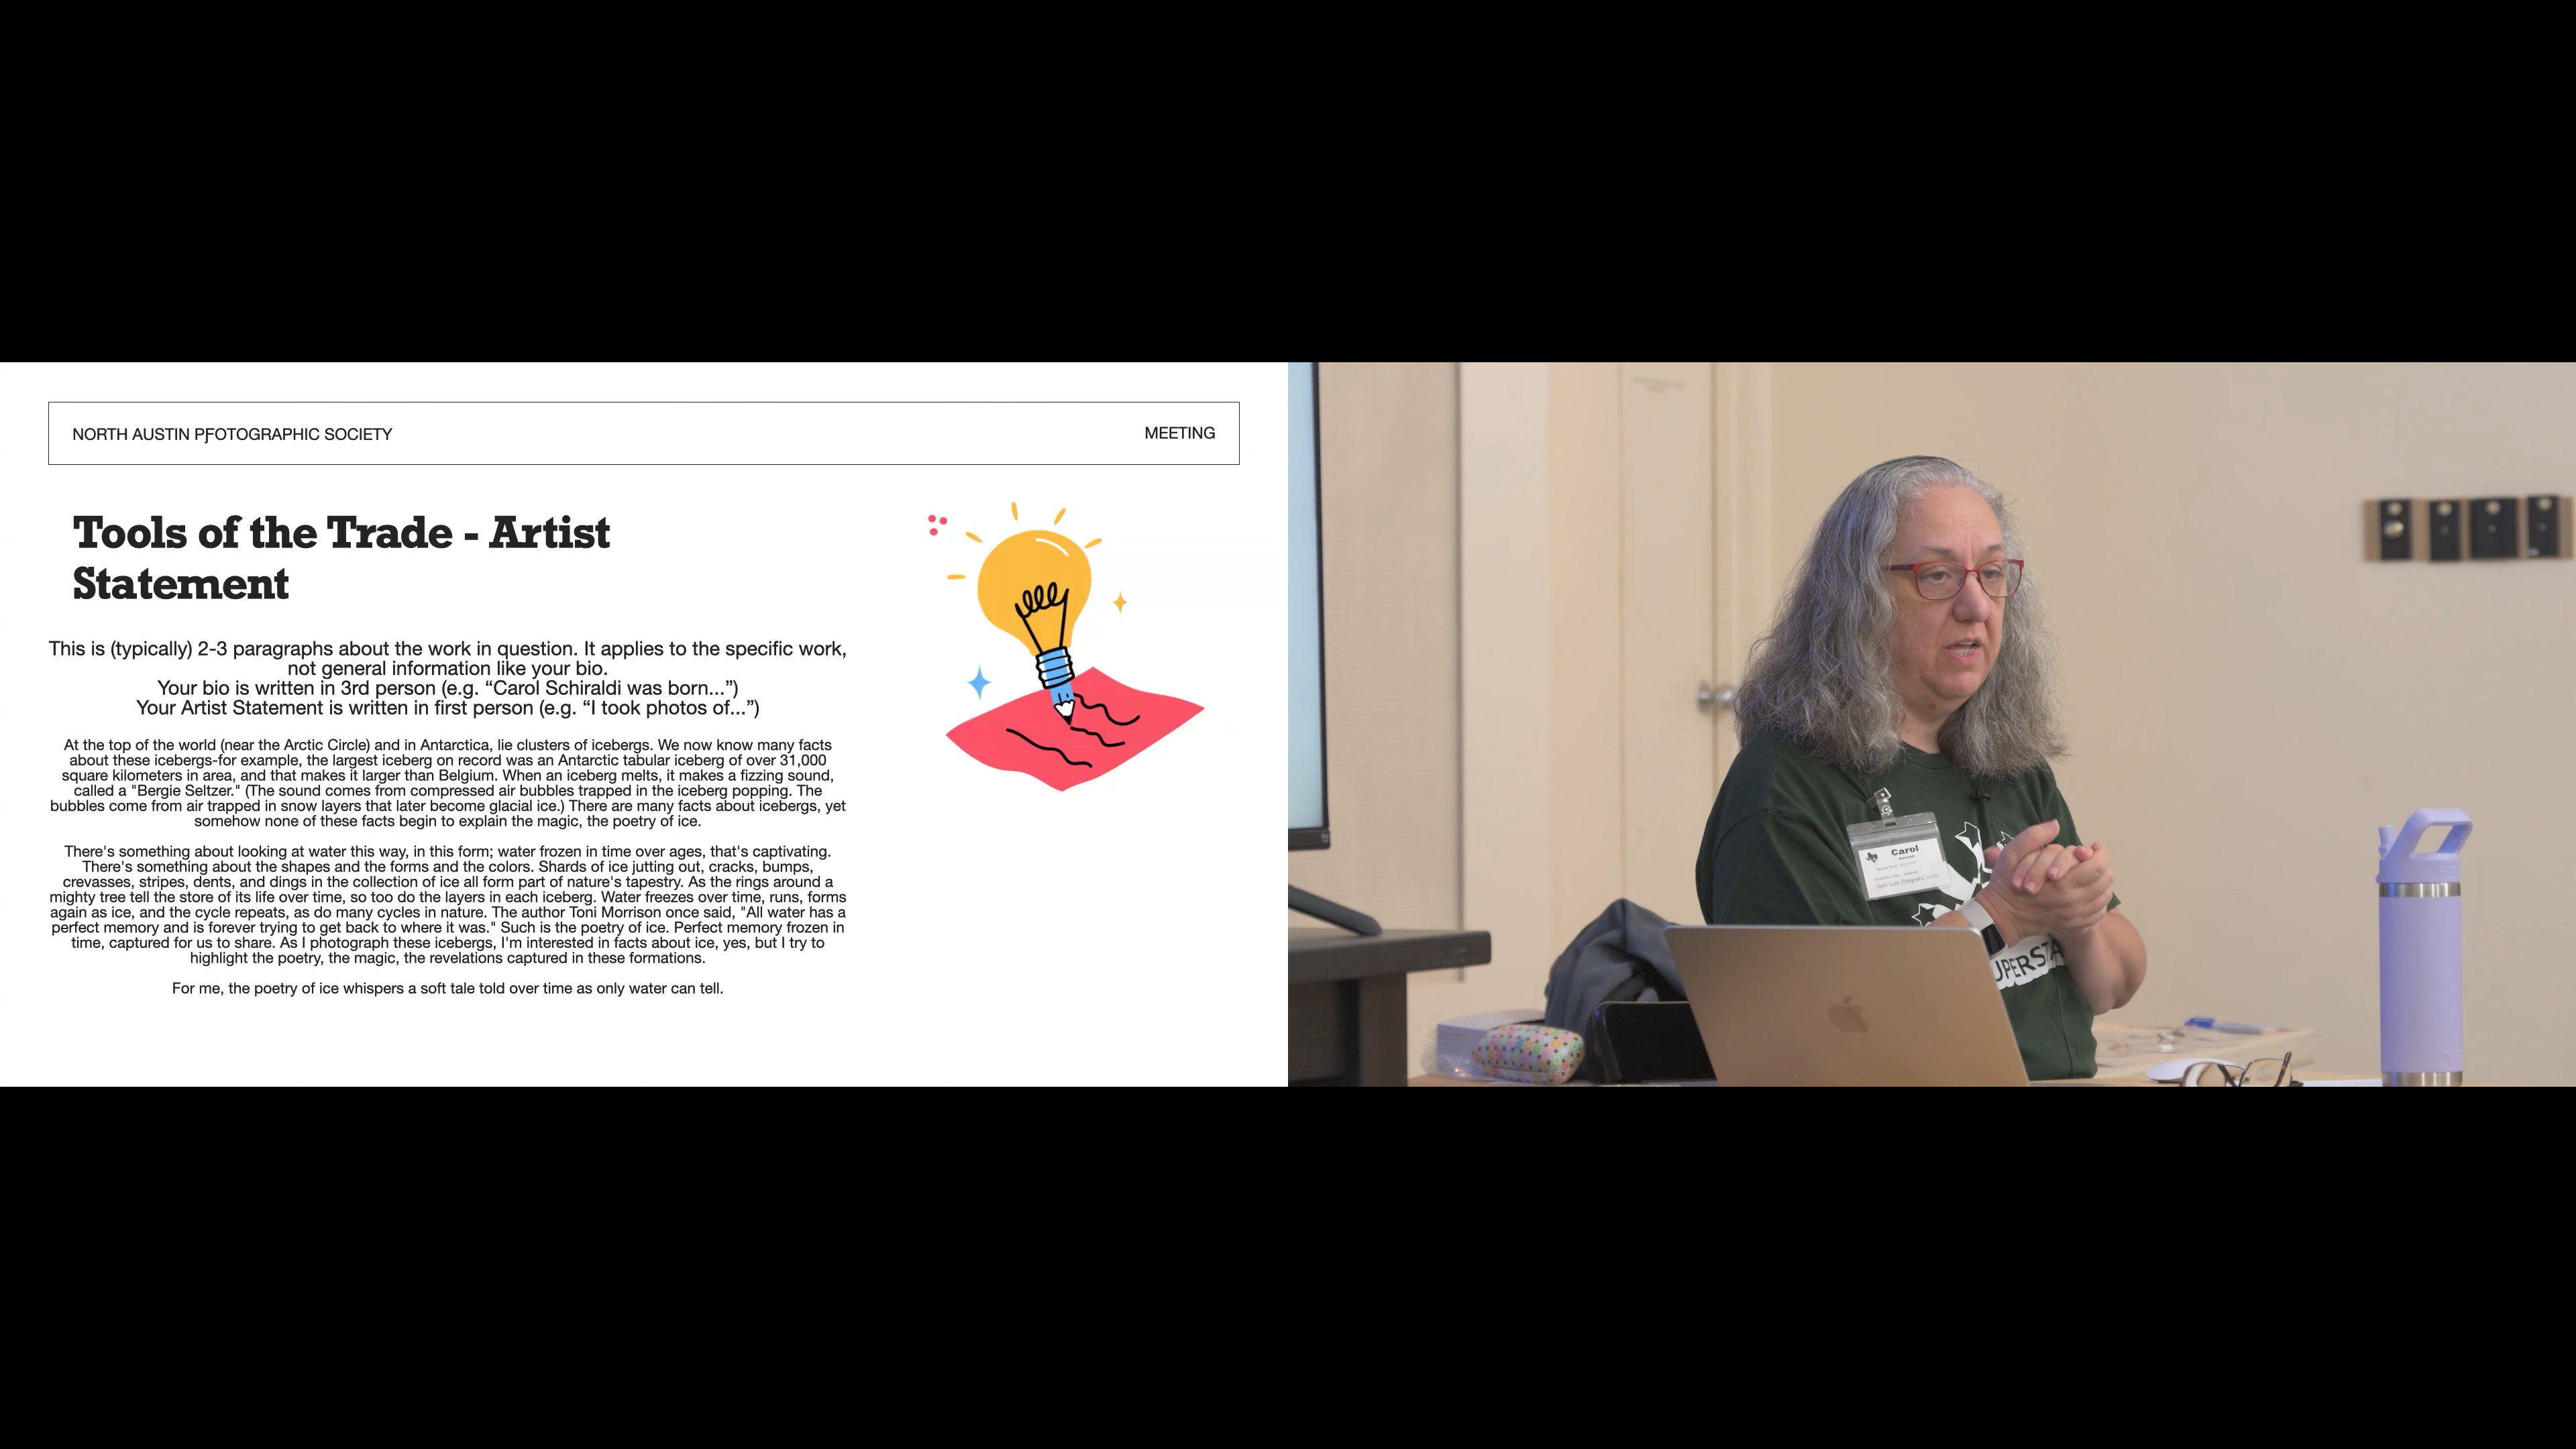 NORTH AUSTIN PƑOTOGRAPHIC SOCIETY
MEETING
Tools of the Trade - Artist
Statement
This is (typically) 2-3 paragraphs about the work in question. It applies to the specific work,
not general information like your bio.
Your bio is written in 3rd person (e.g. “Carol Schiraldi was born...”)
Your Artist Statement is written in first person (e.g. “I took photos of...”)
At the top of the world (near the Arctic Circle) and in Antarctica, lie clusters of icebergs. We now know many facts
about these icebergs-for example, the largest iceberg on record was an Antarctic tabular iceberg of over 31,000
square kilometers in area, and that makes it larger than Belgium. When an iceberg melts, it makes a fizzing sound,
called a "Bergie Seltzer." (The sound comes from compressed air bubbles trapped in the iceberg popping. The
bubbles come from air trapped in snow layers that later become glacial ice.) There are many facts about icebergs, yet
somehow none of these facts begin to explain the magic, the poetry of ice.
There's something about looking at water this way, in this form; water frozen in time over ages, that's captivating.
There's something about the shapes and the forms and the colors. Shards of ice jutting out, cracks, bumps,
crevasses, stripes, dents, and dings in the collection of ice all form part of nature's tapestry. As the rings around a
mighty tree tell the store of its life over time, so too do the layers in each iceberg. Water freezes over time, runs, forms
again as ice, and the cycle repeats, as do many cycles in nature. The author Toni Morrison once said, "All water has a
perfect memory and is forever trying to get back to where it was." Such is the poetry of ice. Perfect memory frozen in
time, captured for us to share. As I photograph these icebergs, I'm interested in facts about ice, yes, but I try to
highlight the poetry, the magic, the revelations captured in these formations.
For me, the poetry of ice whispers a soft tale told over time as only water can tell.
Carol
UPERSTA